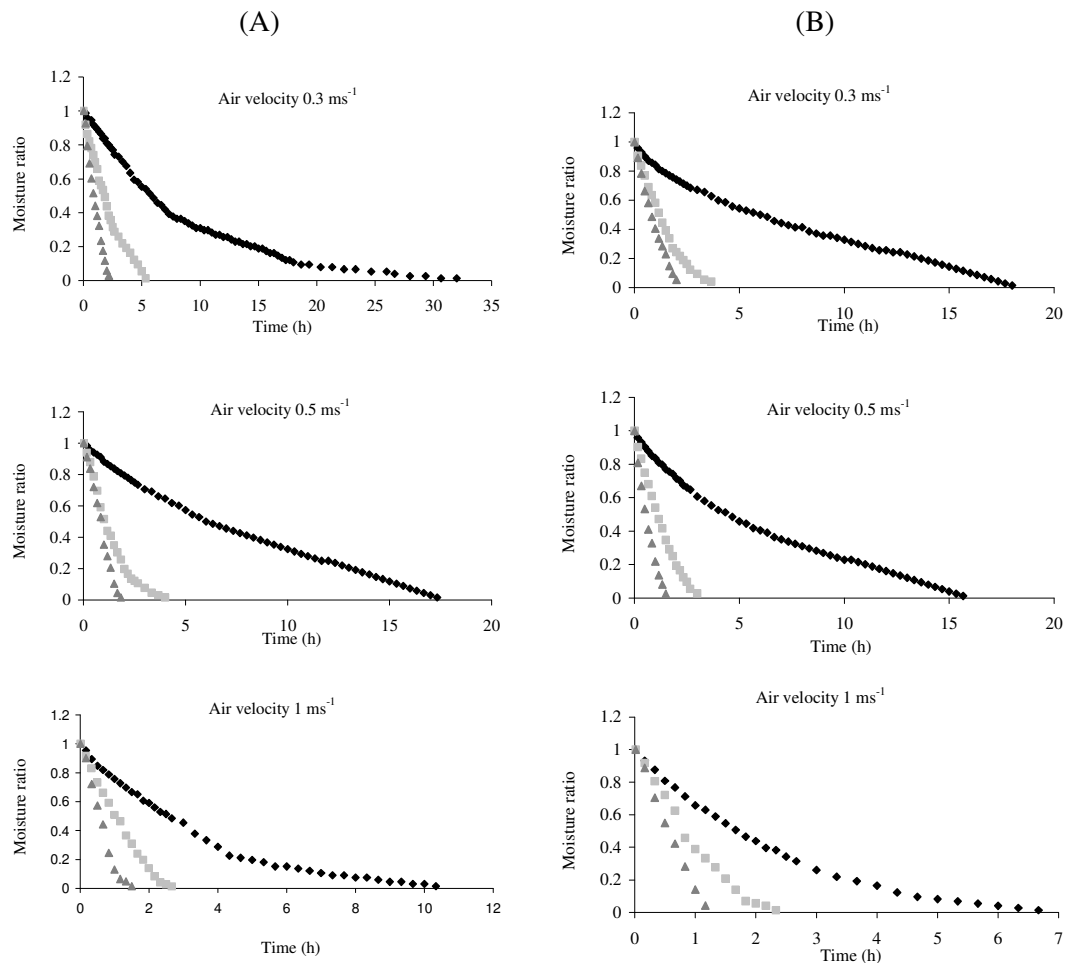 (A)
Air velocity 0.3 ms-1
Moisture ratio
1.2
1
0.8
0.6
0.4
0.2
0
0 5 10 15 20 25 30 35
Time (h)
Air velocity 0.5 ms-1
Moisture ratio
1.2
1
0.8
0.6
0.4
0.2
0
0 5 10 15 20
Time (h)
Air velocity 1 ms-1
Moisture ratio
1.2
1
0.8
0.6
0.4
0.2
0
0 2 4 6 8 10 12
Time (h)
(B)
Air velocity 0.3 ms-1
Moisture ratio
1.2
1
0.8
0.6
0.4
0.2
0
0 5 10 15 20
Time (h)
Air velocity 0.5 ms-1
Moisture ratio
1.2
1
0.8
0.6
0.4
0.2
0
0 5 10 15 20
Time (h)
Air velocity 1 ms-1
Moisture ratio
1.2
1
0.8
0.6
0.4
0.2
0
0 1 2 3 4 5 6 7
Time (h)